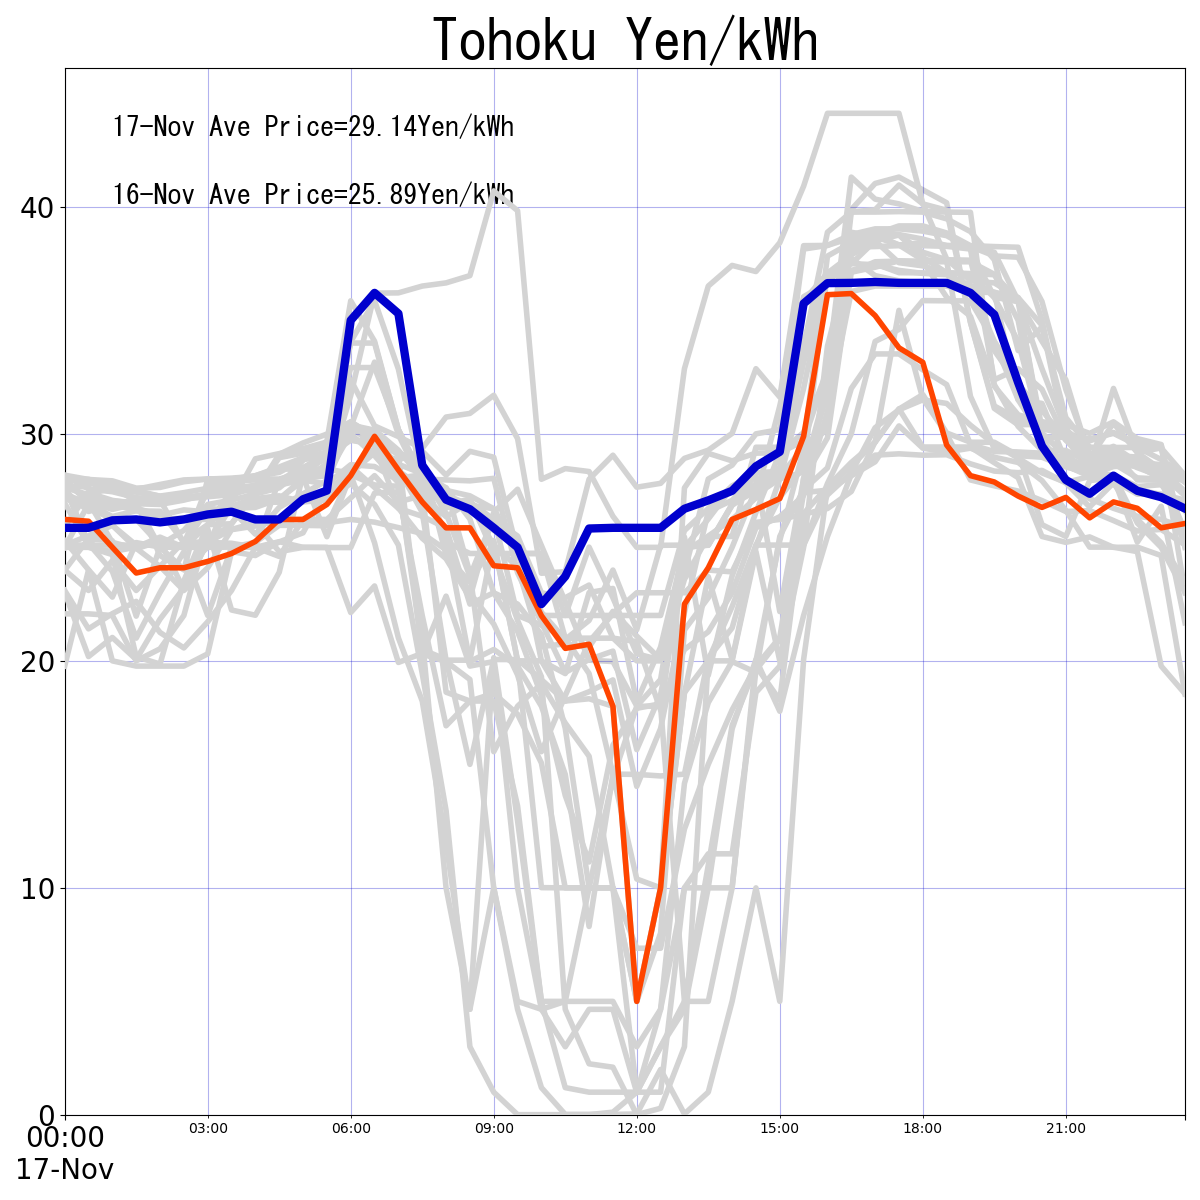 Tohoku Yen/kWh
17-Nov Ave Price=29.14Yen/kWh
16-Nov Ave Price=25.89Yen/kWh
40
30
20
10
0
00:00 03:00 06:00 09:00 12:00 15:00 18:00 21:00
17-Nov